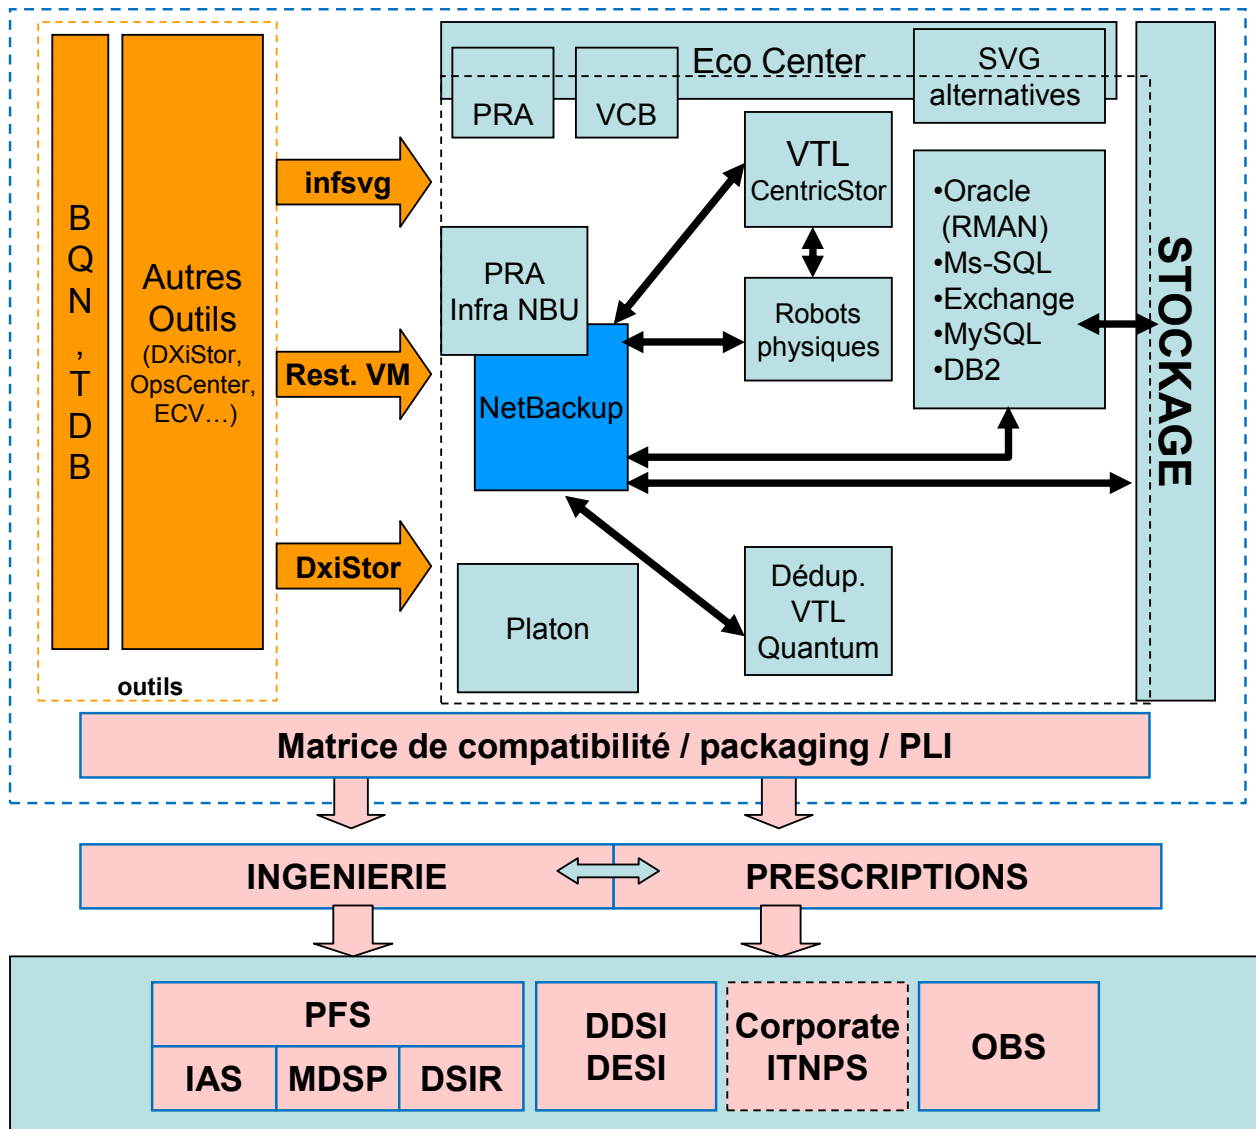 B
Q
N
,
T
D
B
Autres
Outils
(DXiStor,
OpsCenter,
ECV…)
outils
infsvg
Rest. VM
DxiStor
Eco Center
PRA
VCB
SVG
alternatives
VTL
CentricStor
PRA
Infra NBU
NetBackup
Robots
physiques
•Oracle
(RMAN)
•Ms-SQL
•Exchange
•MySQL
•DB2
STOCKAGE
Platon
Dédup.
VTL
Quantum
Matrice de compatibilité / packaging / PLI
INGENIERIE
PRESCRIPTIONS
PFS
IAS
MDSP
DSIR
DDSI
DESI
Corporate
ITNPS
OBS